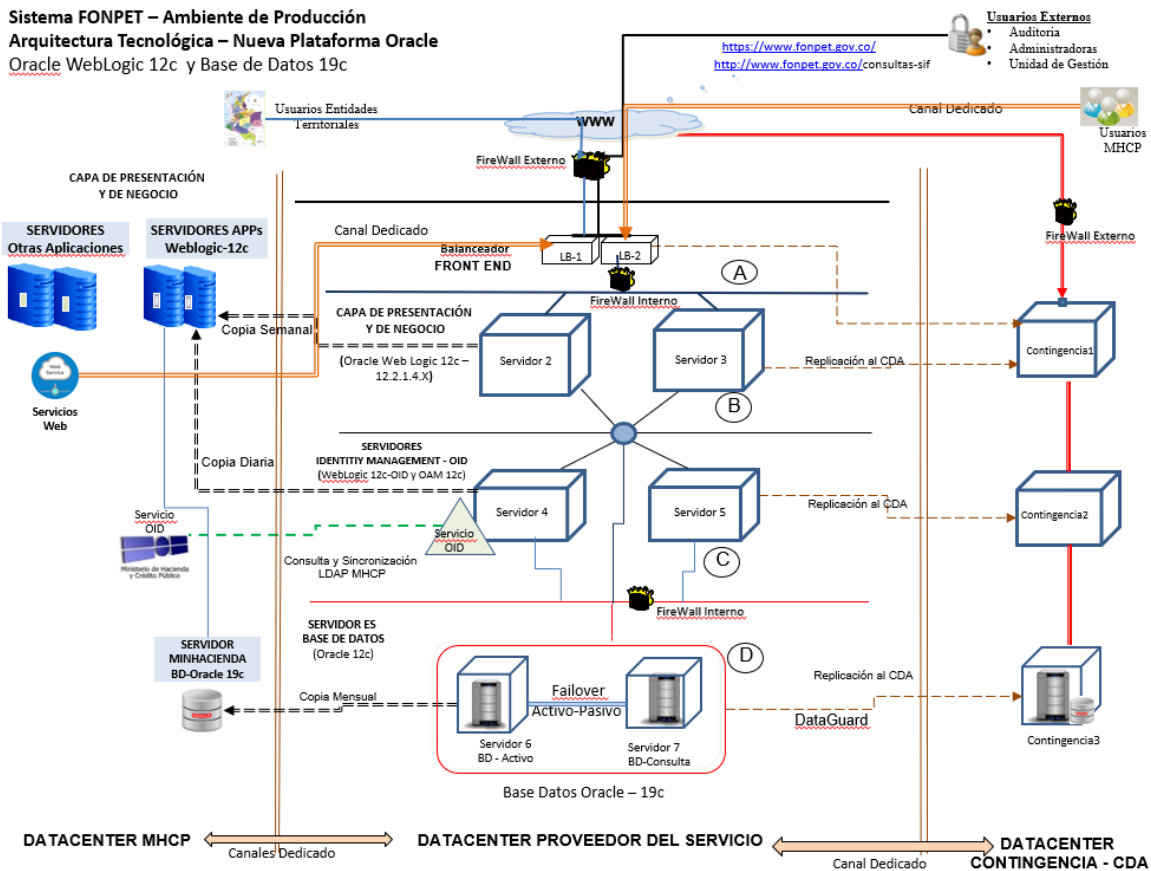 Sistema FONPET – Ambiente de Producción
Arquitectura Tecnológica – Nueva Plataforma Oracle
Oracle WebLogic 12c y Base de Datos 19c
https://www.fonpet.gov.co/
http://www.fonpet.gov.co/consultas-sif
Usuarios Externos
• Auditoria
• Administradoras
• Unidad de Gestión
Usuarios Entidades
Territoriales
WWW
Canal Dedicado
Usuarios
MHCP
FireWall Externo
CAPA DE PRESENTACIÓN
Y DE NEGOCIO
SERVIDORES
Otras Aplicaciones
SERVIDORES APPs
Weblogic-12c
Canal Dedicado
Balanceador
FRONT END
LB-1
LB-2
FireWall Externo
A
FireWall Interno
Copia Semanal
CAPA DE PRESENTACIÓN
Y DE NEGOCIO
(Oracle Web Logic 12c –
12.2.1.4.X)
Servidor 2
Servidor 3
Replicación al CDA
Contingencia1
Web
Service
Servicios
Web
B
SERVIDORES
IDENTITIY MANAGEMENT - OID
(WebLogic 12c-OID y OAM 12c)
Copia Diaria
Servidor 4
Servidor 5
Replicación al CDA
Contingencia2
Servicio
OID
Servicio
OID
Ministerio de Hacienda
y Crédito Público
Consulta y Sincronización
LDAP MHCP
C
FireWall Interno
SERVIDOR ES
BASE DE DATOS
(Oracle 12c)
SERVIDOR
MINHACIENDA
BD-Oracle 19c
D
Replicación al CDA
Copia Mensual
Failover
Activo-Pasivo
DataGuard
Servidor 6
BD - Activo
Servidor 7
BD-Consulta
Contingencia3
Base Datos Oracle – 19c
DATACENTER MHCP
Canales Dedicado
DATACENTER PROVEEDOR DEL SERVICIO
Canal Dedicado
DATACENTER
CONTINGENCIA - CDA